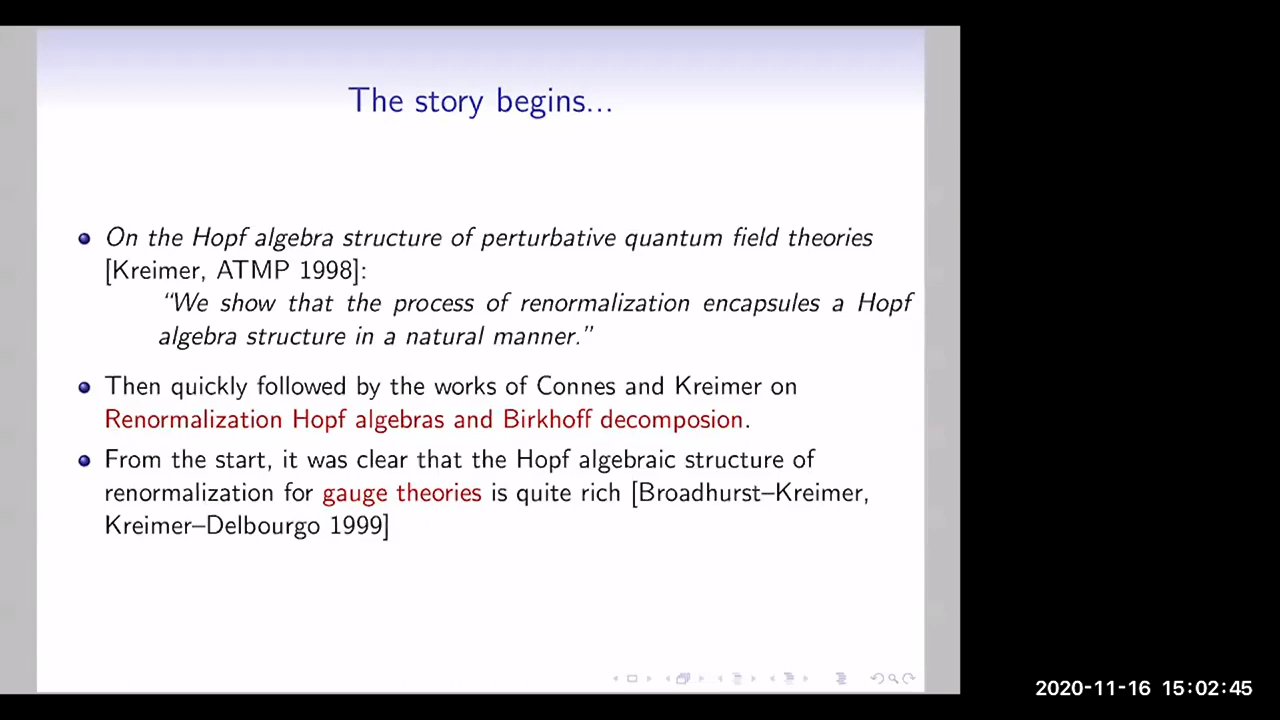 The story begins...
On the Hopf algebra structure of perturbative quantum field theories
[Kreimer, ATMP 1998]:
“We show that the process of renormalization encapsules a Hopf
algebra structure in a natural manner.”
Then quickly followed by the works of Connes and Kreimer on
Renormalization Hopf algebras and Birkhoff decomposion.
From the start, it was clear that the Hopf algebraic structure of
renormalization for gauge theories is quite rich [Broadhurst–Kreimer,
Kreimer–Delbourgo 1999]
2020-11-16 15:02:45